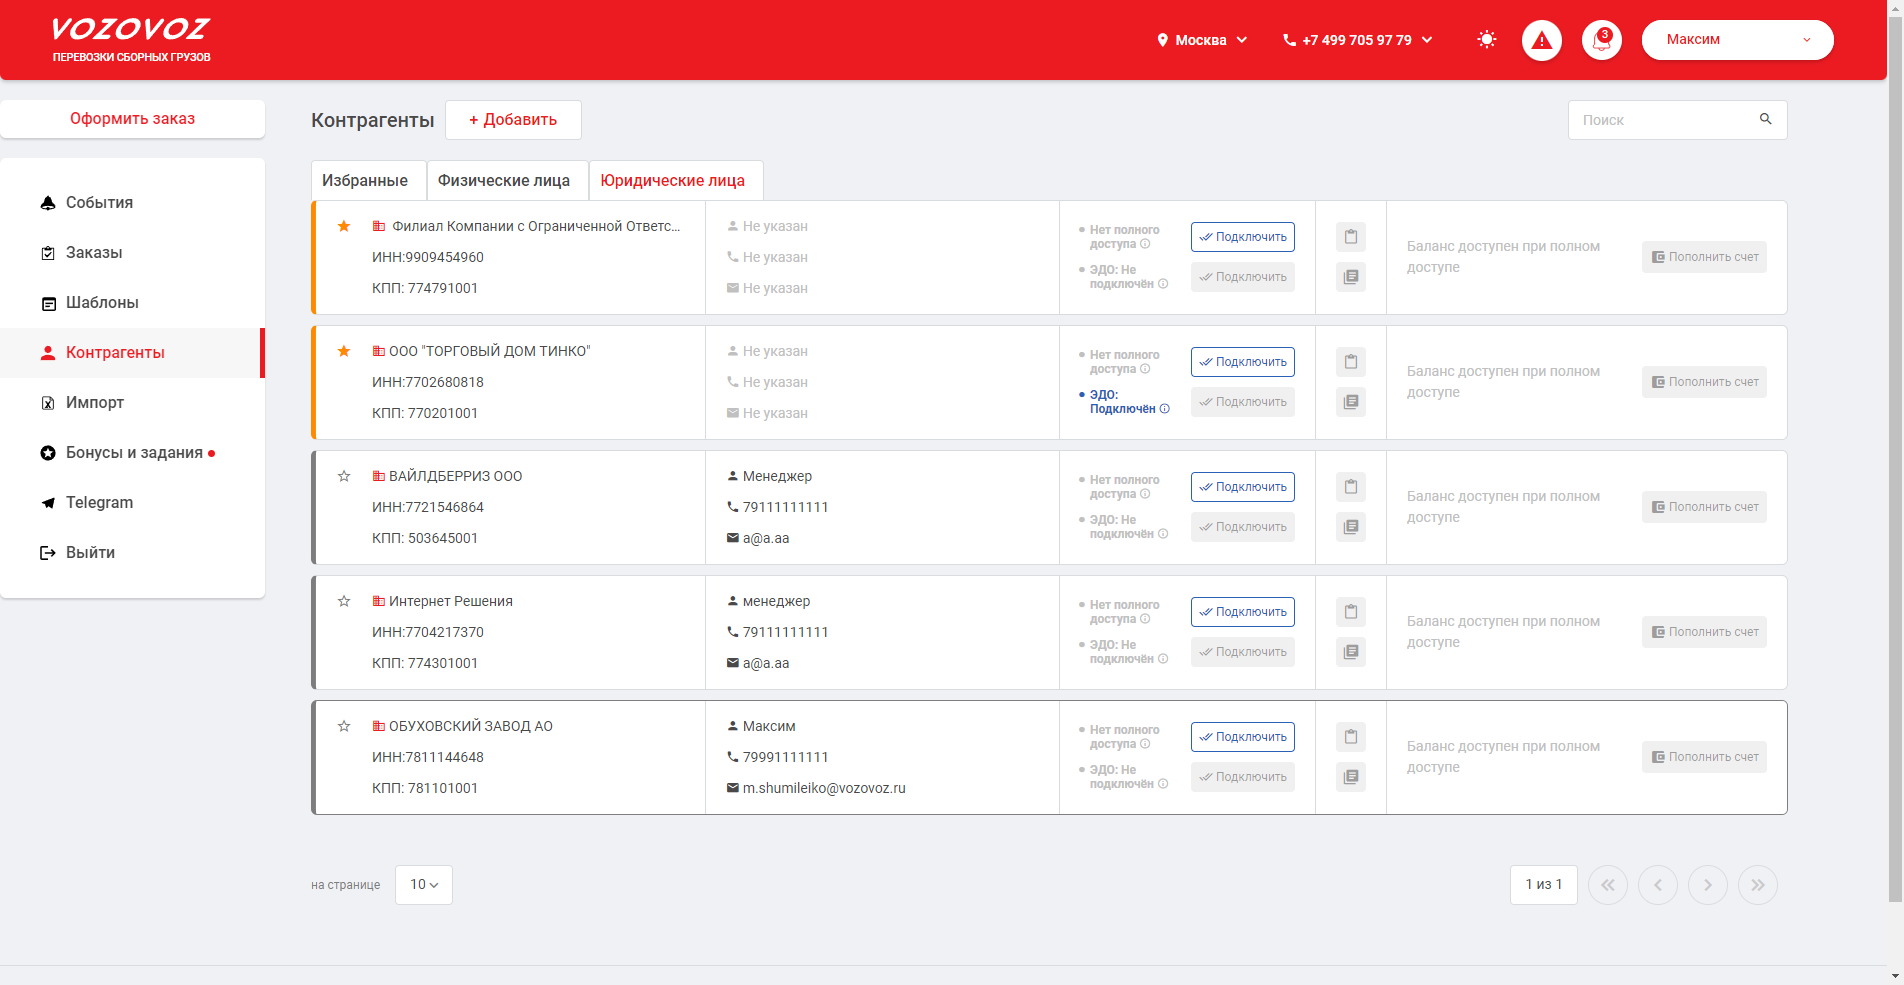 VOZOVOZ
ПЕРЕВОЗКИ СБОРНЫХ ГРУЗОВ
Москва
+7 499 705 97 79
3
Максим
Оформить заказ
События
Заказы
Шаблоны
Контрагенты
Импорт
Бонусы и задания
Telegram
Выйти
Контрагенты
+ Добавить
Поиск
Избранные
Физические лица
Юридические лица
Филиал Компании с Ограниченной Ответс...
ИНН:9909454960
КПП: 774791001
Не указан
Не указан
Не указан
Нет полного
доступа
Подключить
ЭДО: Не
подключён
Подключить
Баланс доступен при полном
доступе
Пополнить счет
ООО "ТОРГОВЫЙ ДОМ ТИНКО"
ИНН:7702680818
КПП: 770201001
Не указан
Не указан
Не указан
Нет полного
доступа
Подключить
ЭДО:
Подключён
Подключить
Баланс доступен при полном
доступе
Пополнить счет
ВАЙЛДБЕРРИЗ ООО
ИНН:7721546864
КПП: 503645001
Менеджер
79111111111
a@a.aa
Нет полного
доступа
Подключить
ЭДО: Не
подключён
Подключить
Баланс доступен при полном
доступе
Пополнить счет
Интернет Решения
ИНН:7704217370
КПП: 774301001
менеджер
79111111111
a@a.aa
Нет полного
доступа
Подключить
ЭДО: Не
подключён
Подключить
Баланс доступен при полном
доступе
Пополнить счет
ОБУХОВСКИЙ ЗАВОД АО
ИНН:7811144648
КПП: 781101001
Максим
79991111111
m.shumileiko@vozovoz.ru
Нет полного
доступа
Подключить
ЭДО: Не
подключён
Подключить
Баланс доступен при полном
доступе
Пополнить счет
на странице
10
1 из 1